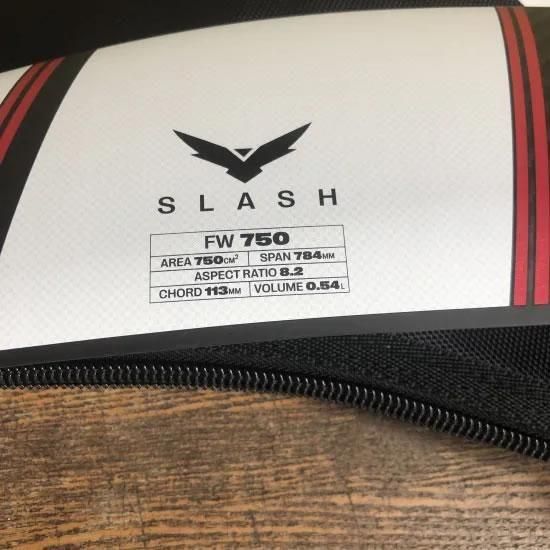 SLASH
FW 750
AREA 750CM² SPAN 784MM
ASPECT RATIO 8.2
CHORD 113MM VOLUME 0.54L